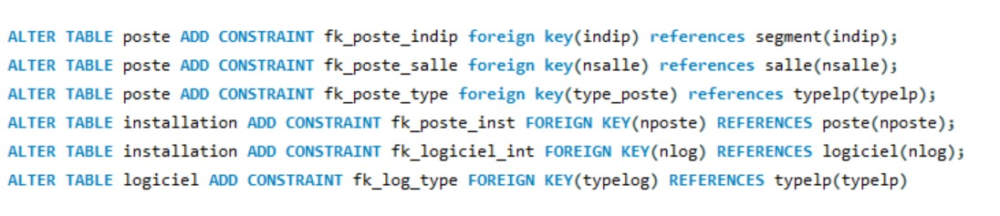 ALTER TABLE poste ADD CONSTRAINT fk_poste_indip foreign key(indip) references segment(indip);
ALTER TABLE poste ADD CONSTRAINT fk_poste_salle foreign key(nsalle) references salle(nsalle);
ALTER TABLE poste ADD CONSTRAINT fk_poste_type foreign key(type_poste) references typelp(typelp);
ALTER TABLE installation ADD CONSTRAINT fk_poste_inst FOREIGN KEY(nposte) REFERENCES poste(nposte);
ALTER TABLE installation ADD CONSTRAINT fk_logiciel_int FOREIGN KEY(nlog) REFERENCES logiciel(nlog);
ALTER TABLE logiciel ADD CONSTRAINT fk_log_type FOREIGN KEY(typelog) REFERENCES typelp(typelp)